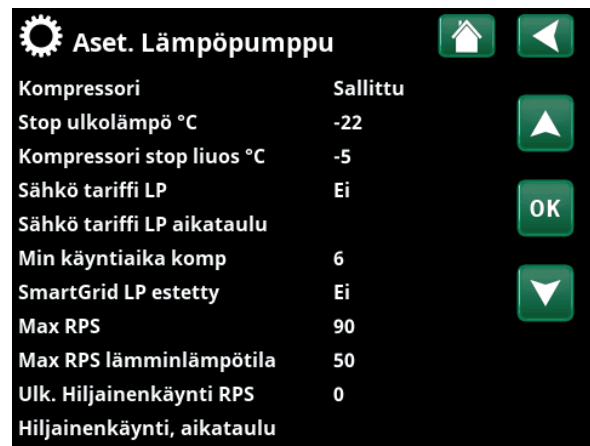 Aset. Lämpöpumppu
Kompressori Sallittu
Stop ulkolämpö °C -22
Kompressori stop liuos °C -5
Sähkö tariffi LP Ei
Sähkö tariffi LP aikataulu
Min käyntiaika komp 6
SmartGrid LP estetty Ei
Max RPS 90
Max RPS lämminlämpötila 50
Ulk. Hiljainenkäynti RPS 0
Hiljainenkäynti, aikataulu
OK